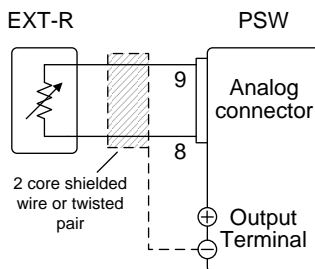 EXT-R
PSW
9
Analog
connector
8
2 core shielded
wire or twisted
pair
+
Output
Terminal
-